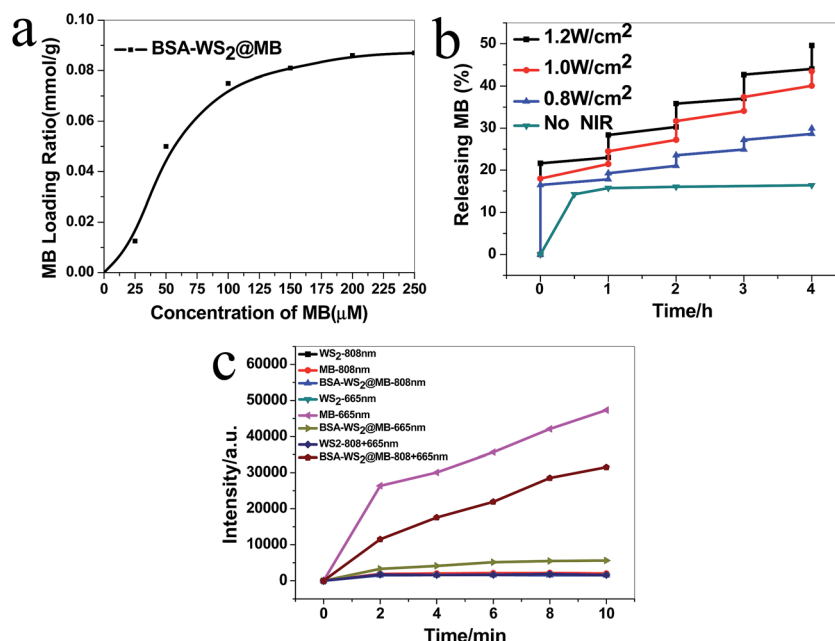 a
BSA-WS2@MB
MB Loading Ratio(mmol/g)
0.10
0.08
0.06
0.04
0.02
0.00
0 25 50 75 100 125 150 175 200 225 250
Concentration of MB(μM)
b
1.2W/cm2
1.0W/cm2
0.8W/cm2
No NIR
Releasing MB (%)
50
40
30
20
10
0
0 1 2 3 4
Time/h
c
WS2-808nm
MB-808nm
BSA-WS2@MB-808nm
WS2-665nm
MB-665nm
BSA-WS2@MB-665nm
WS2-808+665nm
BSA-WS2@MB-808+665nm
Intensity/a.u.
60000
50000
40000
30000
20000
10000
0
0 2 4 6 8 10
Time/min